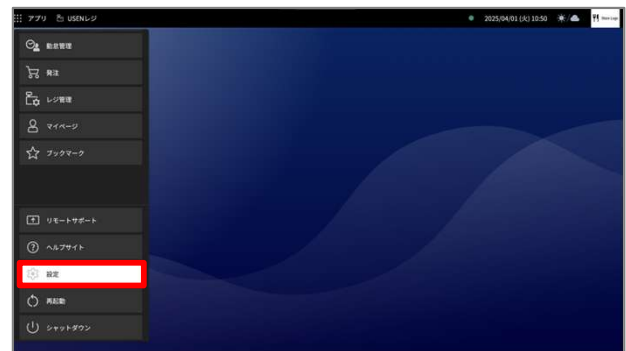 アプリ USENレジ 2025/04/01 (火) 10:50
勤怠管理
発注
レジ管理
マイページ
ブックマーク
リモートサポート
ヘルプサイト
設定
再起動
シャットダウン